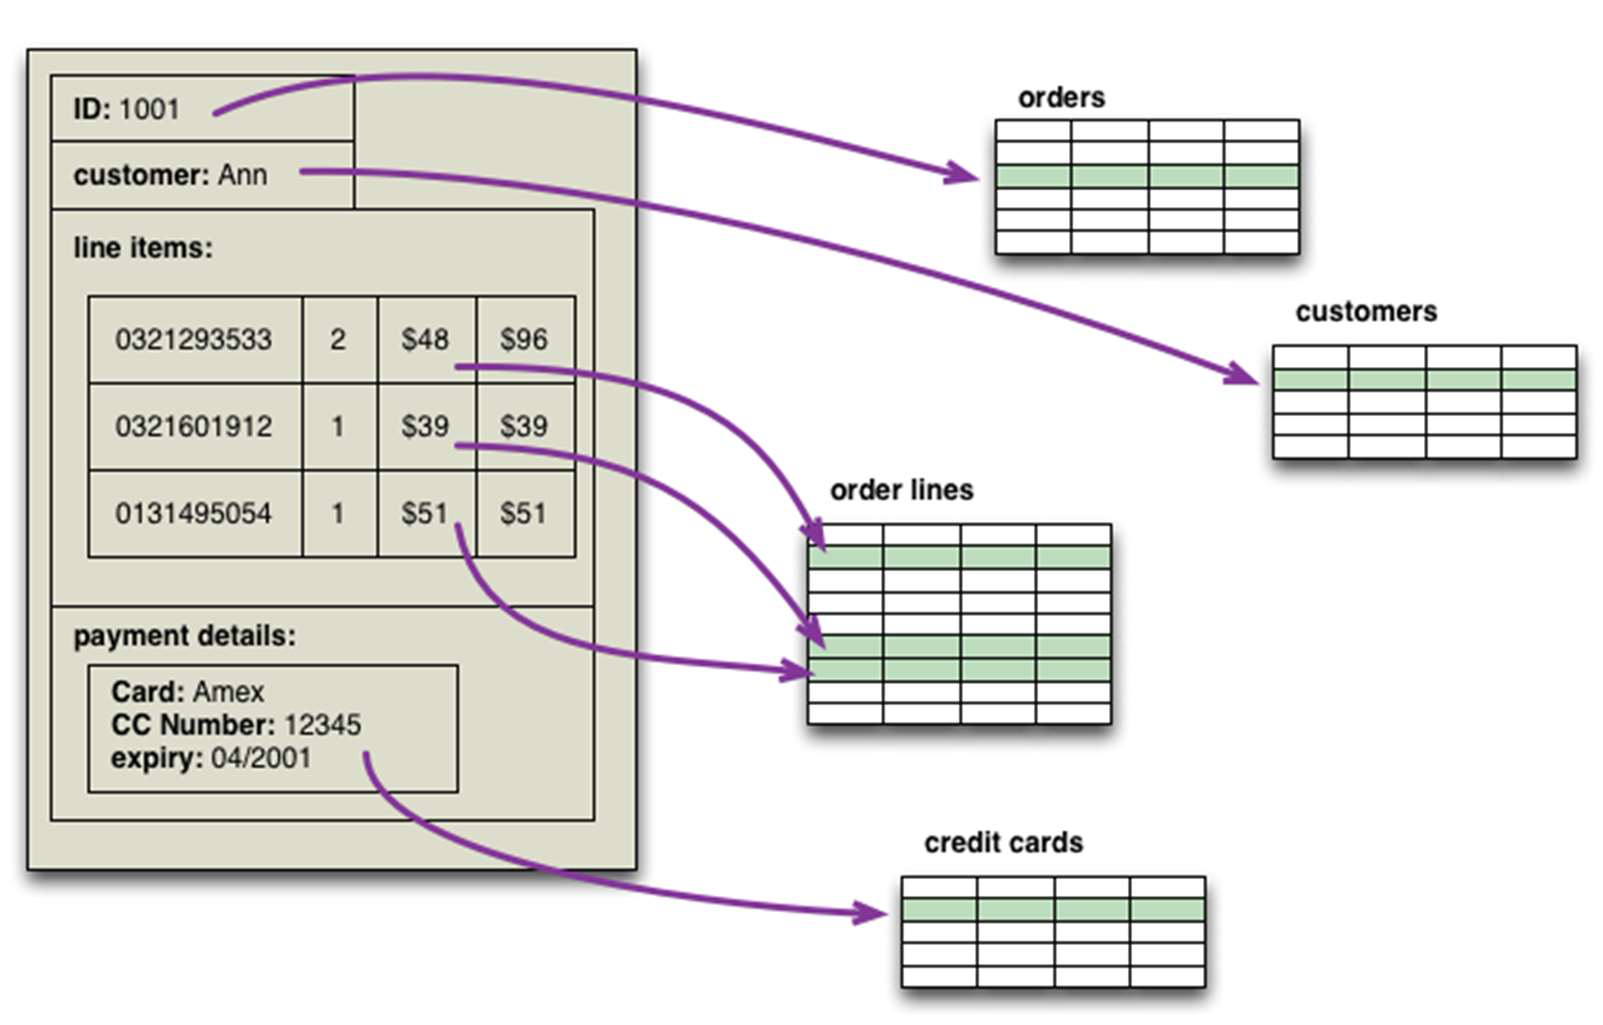 ID: 1001
customer: Ann
line items:
0321293533 2 $48 $96
0321601912 1 $39 $39
0131495054 1 $51 $51
payment details:
Card: Amex
CC Number: 12345
expiry: 04/2001
orders
customers
order lines
credit cards